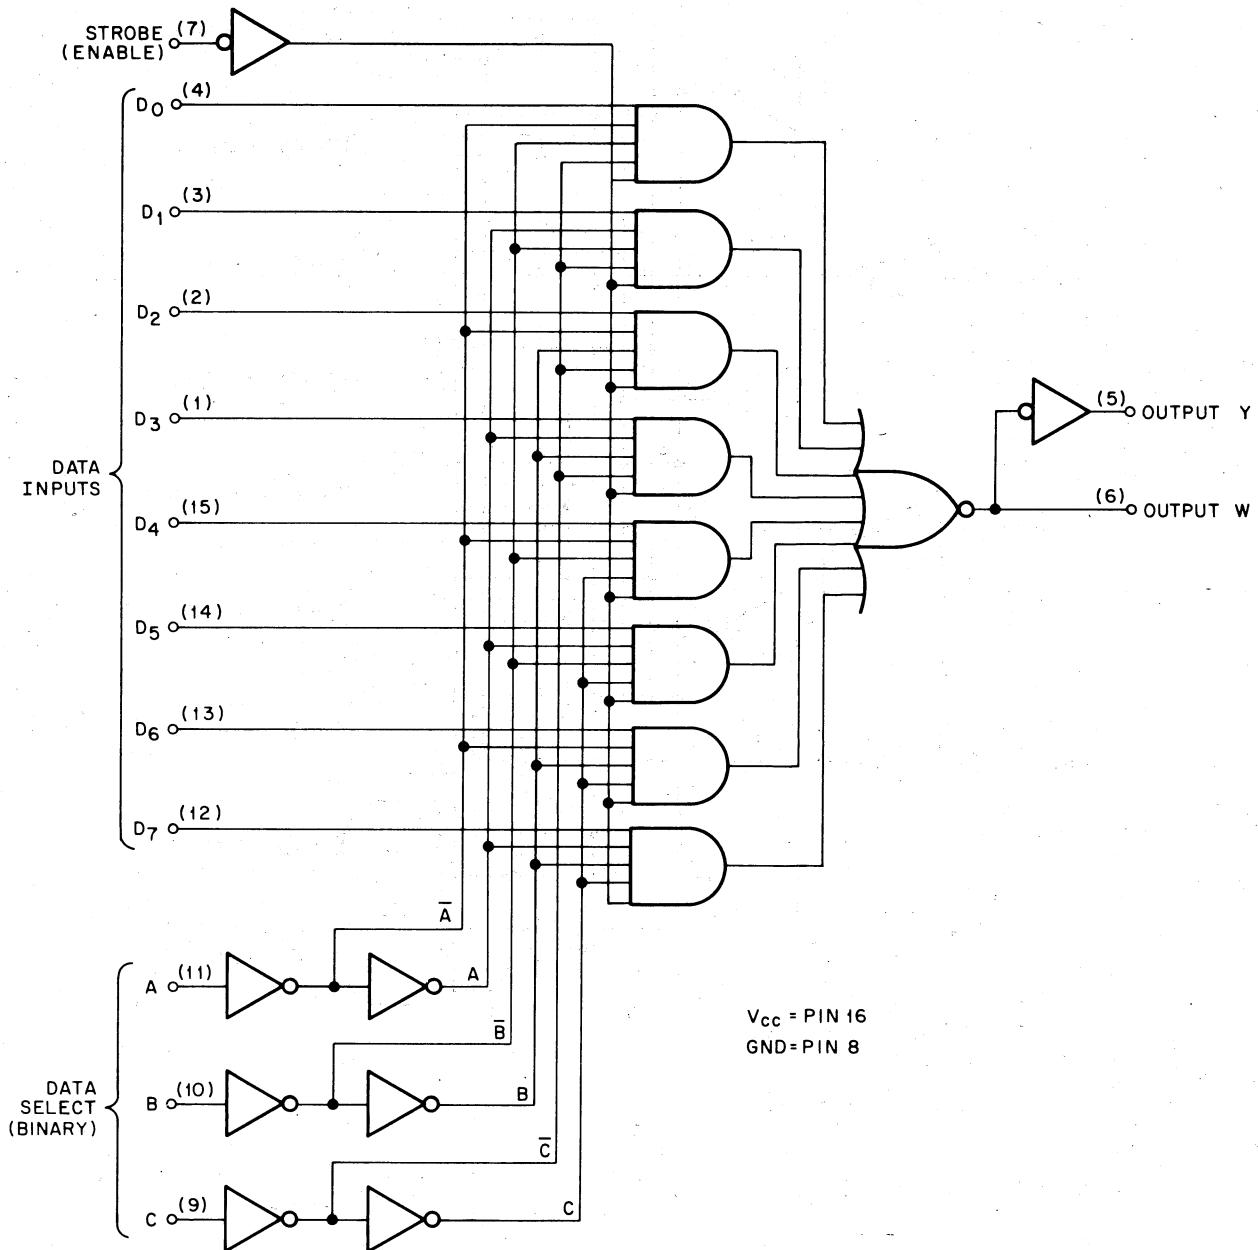 STROBE (7)
(ENABLE)
D0 (4)
D1 (3)
D2 (2)
D3 (1)
DATA
INPUTS
D4 (15)
D5 (14)
D6 (13)
D7 (12)
(5) OUTPUT Y
(6) OUTPUT W
A̅
A (11)
A
B̅
DATA
SELECT
(BINARY)
B (10)
B
C̅
C (9)
C
VCC = PIN 16
GND=PIN 8